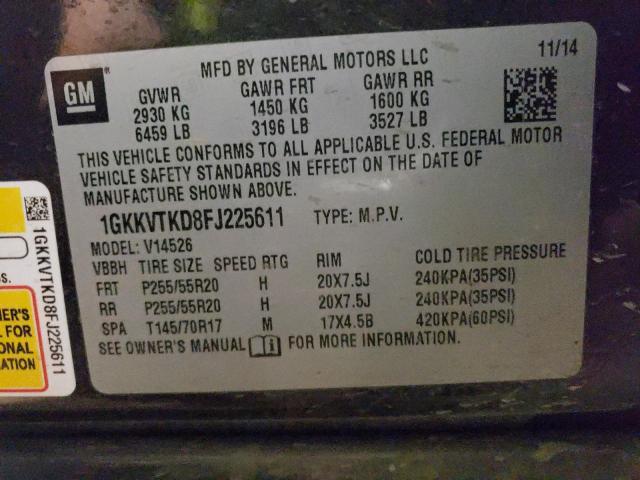 MFD BY GENERAL MOTORS LLC
11/14
GM
®
GVWR GAWR FRT GAWR RR
2930 KG 1450 KG 1600 KG
6459 LB 3196 LB 3527 LB
THIS VEHICLE CONFORMS TO ALL APPLICABLE U.S. FEDERAL MOTOR
VEHICLE SAFETY STANDARDS IN EFFECT ON THE DATE OF
MANUFACTURE SHOWN ABOVE.
1GKKVTKD8FJ225611 TYPE: M.P.V.
MODEL: V14526
VBBH TIRE SIZE SPEED RTG RIM COLD TIRE PRESSURE
FRT P255/55R20 H 20X7.5J 240KPA(35PSI)
RR P255/55R20 H 20X7.5J 240KPA(35PSI)
SPA T145/70R17 M 17X4.5B 420KPA(60PSI)
SEE OWNER'S MANUAL FOR MORE INFORMATION.
1GKKVTKD8FJ225611
S.
NER'S
L FOR
ONAL
ATION